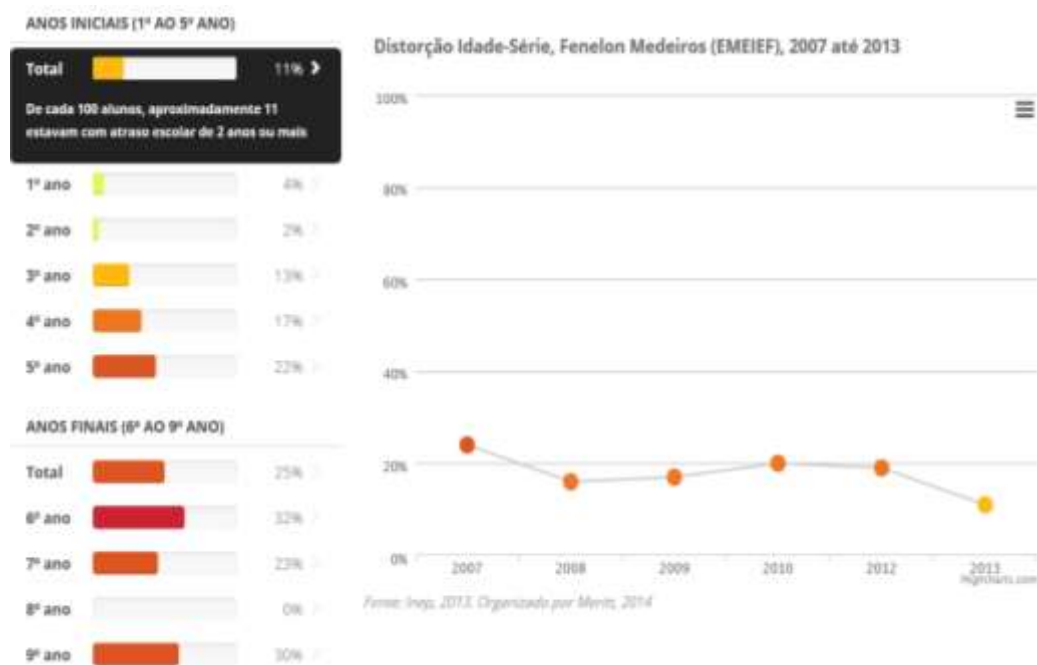 ANOS INICIAIS (1º AO 5º ANO)
Total 11%
De cada 100 alunos, aproximadamente 11
estavam com atraso escolar de 2 anos ou mais
1º ano 4%
2º ano 2%
3º ano 13%
4º ano 17%
5º ano 22%
ANOS FINAIS (6º AO 9º ANO)
Total 25%
6º ano 32%
7º ano 23%
8º ano 0%
9º ano 30%
Distorção Idade-Série, Fenelon Medeiros (EMEIEF), 2007 até 2013
100%
80%
60%
40%
20%
0%
2007 2008 2009 2010 2012 2013
Highcharts.com
Fonte: Inep, 2013. Organizado por Meritt, 2014